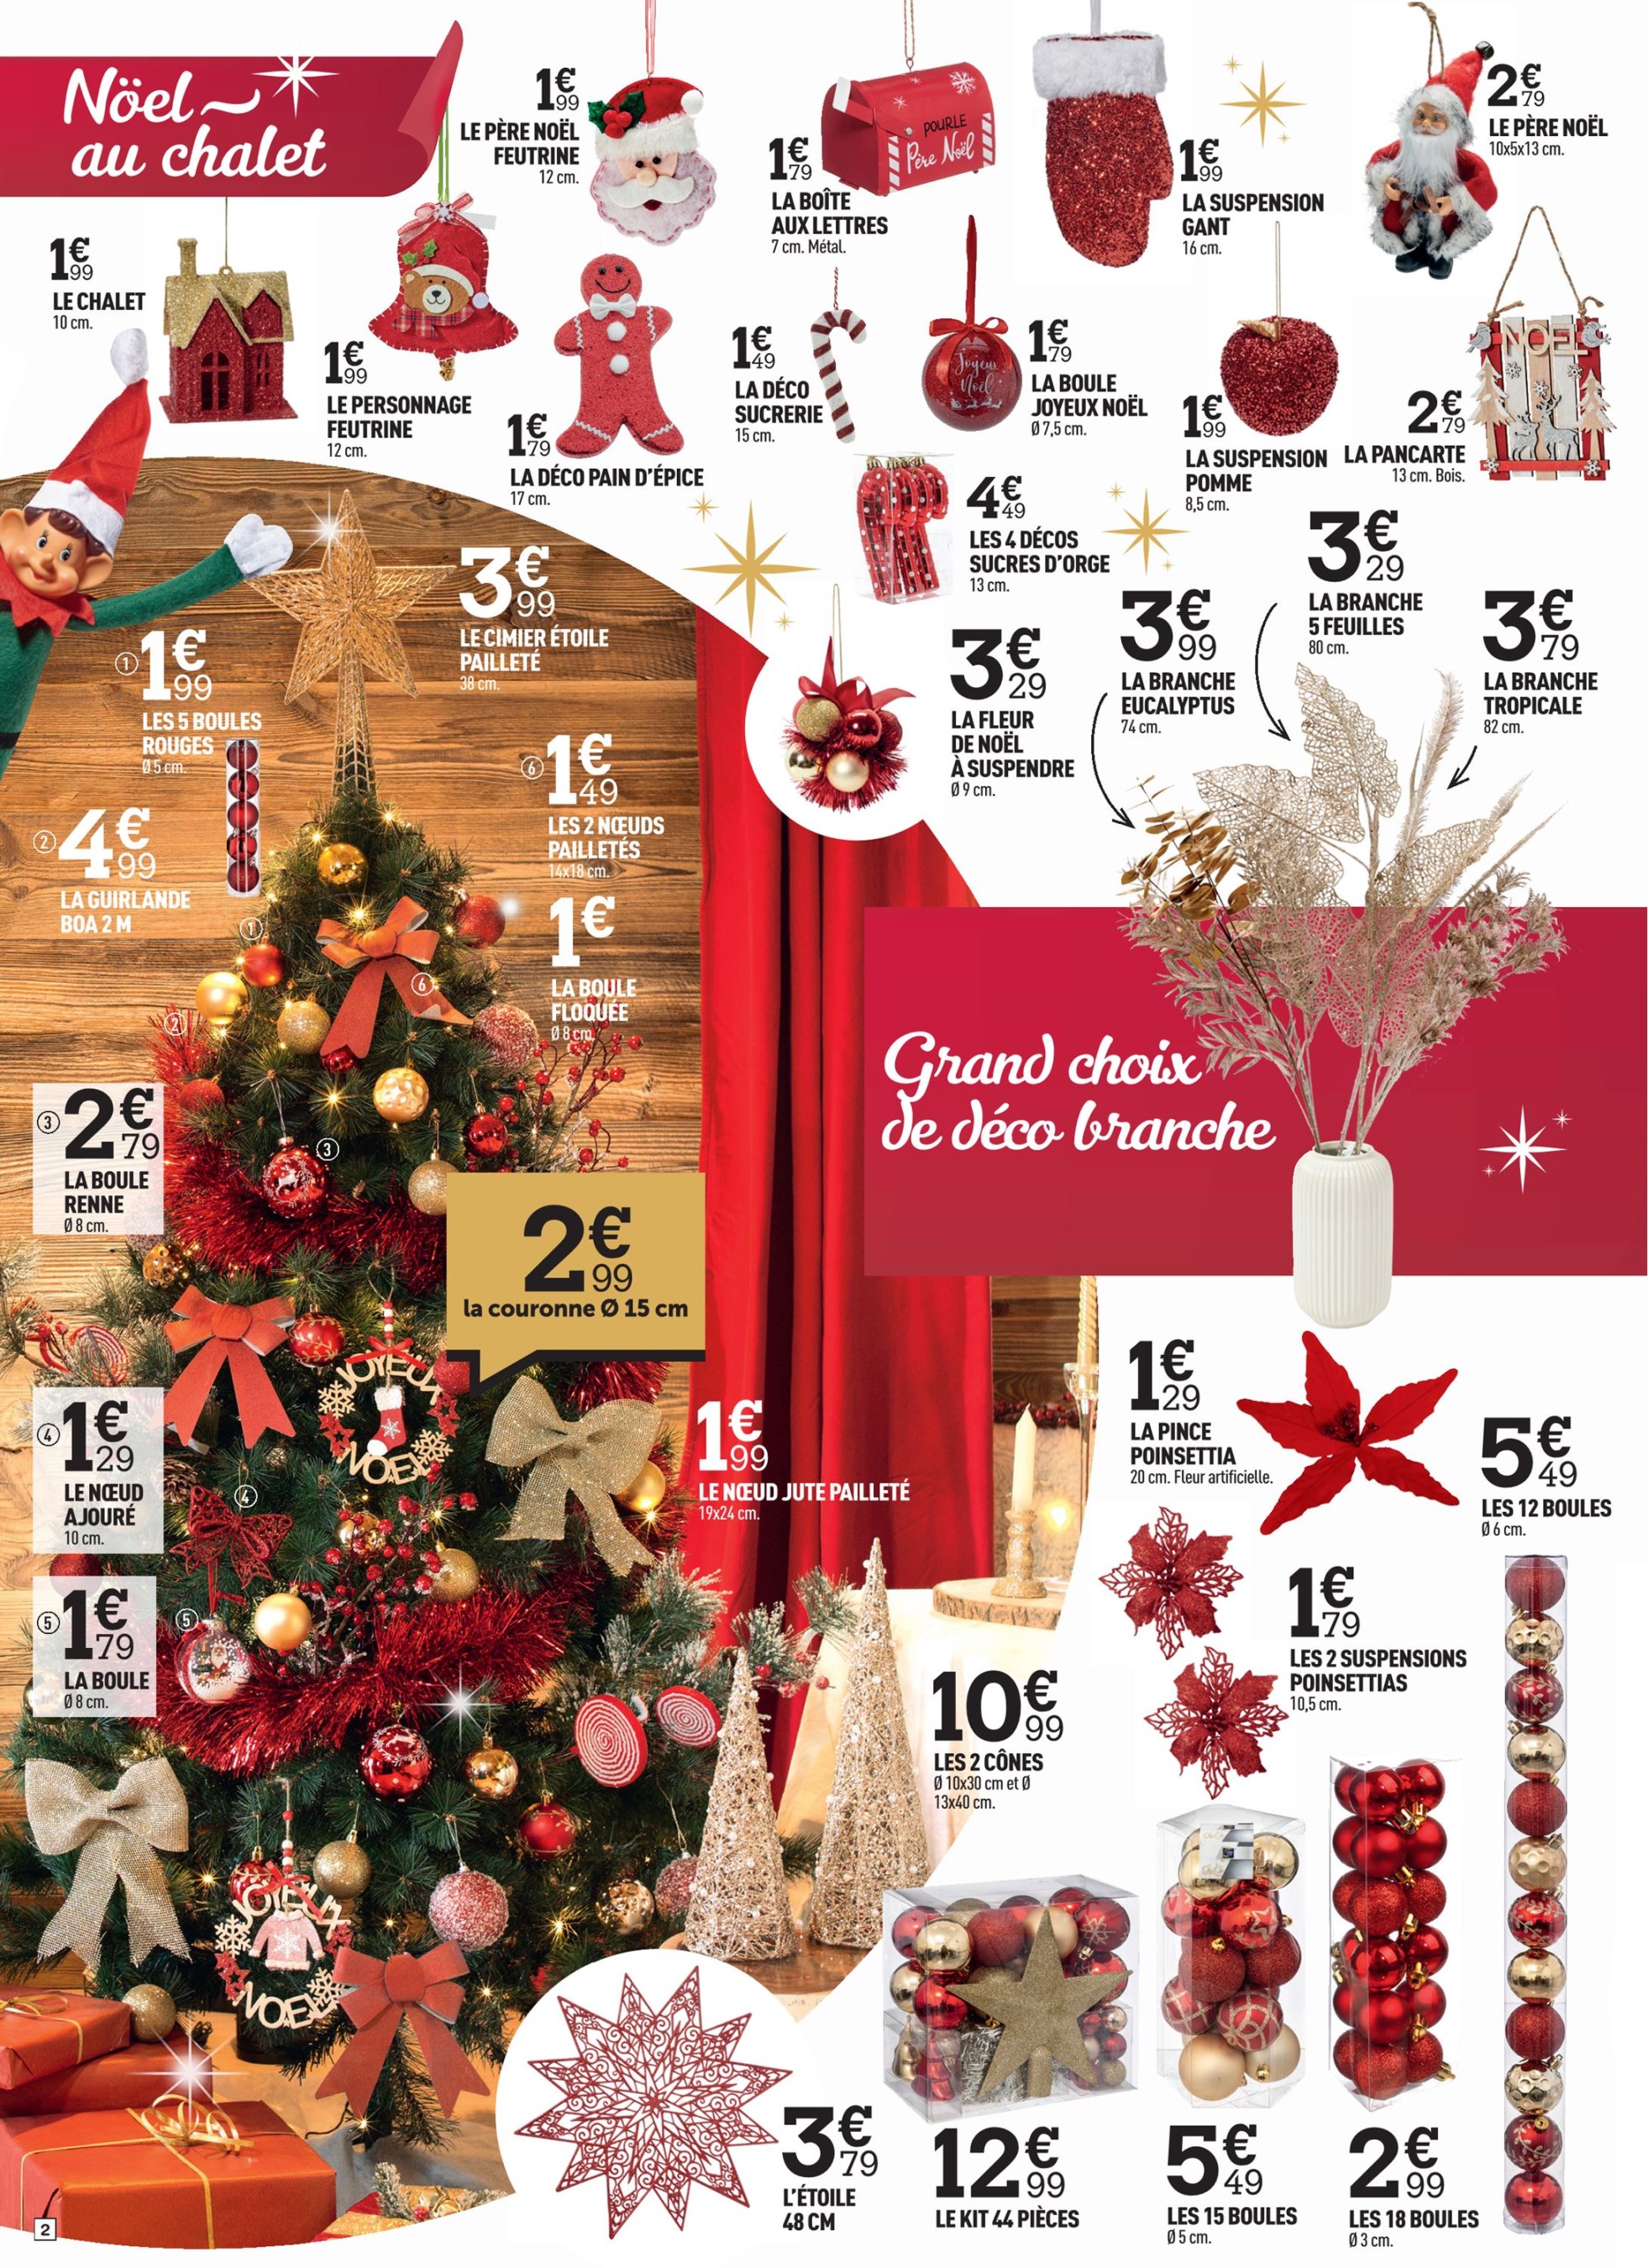 Nöel
au chalet
1€99
LE PÈRE NOËL
FEUTRINE
12 cm.
1€79
LA BOÎTE
AUX LETTRES
7 cm. Métal.
POUR LE
Père Noël
1€99
LA SUSPENSION
GANT
16 cm.
2€79
LE PÈRE NOËL
10x5x13 cm.
1€99
LE CHALET
10 cm.
1€99
LE PERSONNAGE
FEUTRINE
12 cm.
1€79
LA DÉCO PAIN D'ÉPICE
17 cm.
1€49
LA DÉCO
SUCRERIE
15 cm.
Joyeux
Noël
1€79
LA BOULE
JOYEUX NOËL
Ø 7,5 cm.
1€99
LA SUSPENSION
POMME
8,5 cm.
2€79
LA PANCARTE
13 cm. Bois.
NOEL
4€49
LES 4 DÉCOS
SUCRES D'ORGE
13 cm.
3€99
LE CIMIER ÉTOILE
PAILLETÉ
38 cm.
1 1€99
LES 5 BOULES
ROUGES
Ø 5 cm.
2 4€99
LA GUIRLANDE
BOA 2 M
6 1€49
LES 2 NŒUDS
PAILLETÉS
14x18 cm.
1€
LA BOULE
FLOQUÉE
Ø 8 cm.
3€29
LA FLEUR
DE NOËL
À SUSPENDRE
Ø 9 cm.
3€99
LA BRANCHE
EUCALYPTUS
74 cm.
3€29
LA BRANCHE
5 FEUILLES
80 cm.
3€79
LA BRANCHE
TROPICALE
82 cm.
Grand choix
de déco branche
1
6
2
3
3 2€79
LA BOULE
RENNE
Ø 8 cm.
2€99
la couronne Ø 15 cm
JOYEUX
NOEL
4 1€29
LE NŒUD
AJOURÉ
10 cm.
4
1€99
LE NŒUD JUTE PAILLETÉ
19x24 cm.
5 1€79
LA BOULE
Ø 8 cm.
5
JOYEUX
NOEL
1€29
LA PINCE
POINSETTIA
20 cm. Fleur artificielle.
5€49
LES 12 BOULES
Ø 6 cm.
1€79
LES 2 SUSPENSIONS
POINSETTIAS
10,5 cm.
10€99
LES 2 CÔNES
Ø 10x30 cm et Ø
13x40 cm.
3€79
L'ÉTOILE
48 CM
12€99
LE KIT 44 PIÈCES
5€49
LES 15 BOULES
Ø 5 cm.
2€99
LES 18 BOULES
Ø 3 cm.
2